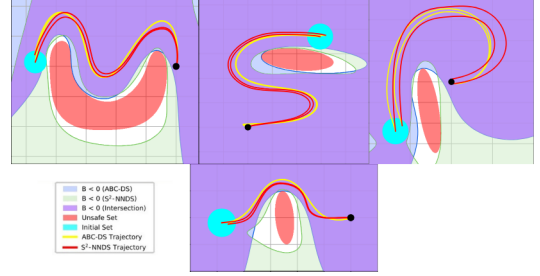 B < 0 (ABC-DS)
B < 0 (S²-NNDS)
B < 0 (Intersection)
Unsafe Set
Initial Set
ABC-DS Trajectory
S²-NNDS Trajectory